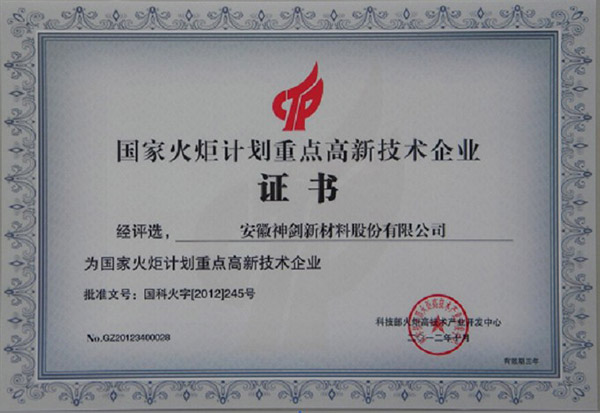 CTP
国家火炬计划重点高新技术企业
证书
经评选， 安徽神剑新材料股份有限公司
为国家火炬计划重点高新技术企业
批准文号：国科火字[2012]245号
科技部火炬高技术产业开发中心
No.GZ20123400028
二〇一二年十月
有效期三年